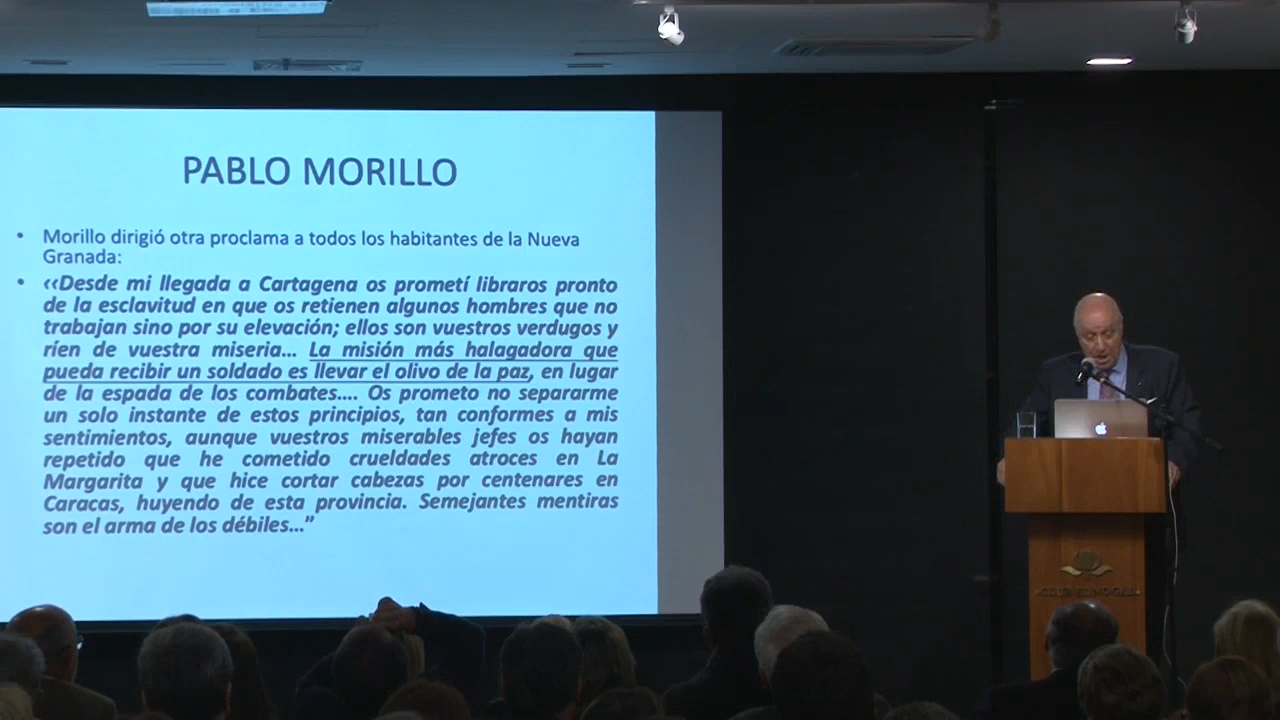 PABLO MORILLO
• Morillo dirigió otra proclama a todos los habitantes de la Nueva
Granada:
• ‹‹Desde mi llegada a Cartagena os prometí libraros pronto
de la esclavitud en que os retienen algunos hombres que no
trabajan sino por su elevación; ellos son vuestros verdugos y
ríen de vuestra miseria... La misión más halagadora que
pueda recibir un soldado es llevar el olivo de la paz, en lugar
de la espada de los combates.... Os prometo no separarme
un solo instante de estos principios, tan conformes a mis
sentimientos, aunque vuestros miserables jefes os hayan
repetido que he cometido crueldades atroces en La
Margarita y que hice cortar cabezas por centenares en
Caracas, huyendo de esta provincia. Semejantes mentiras
son el arma de los débiles...”
CLUB EL NOGAL